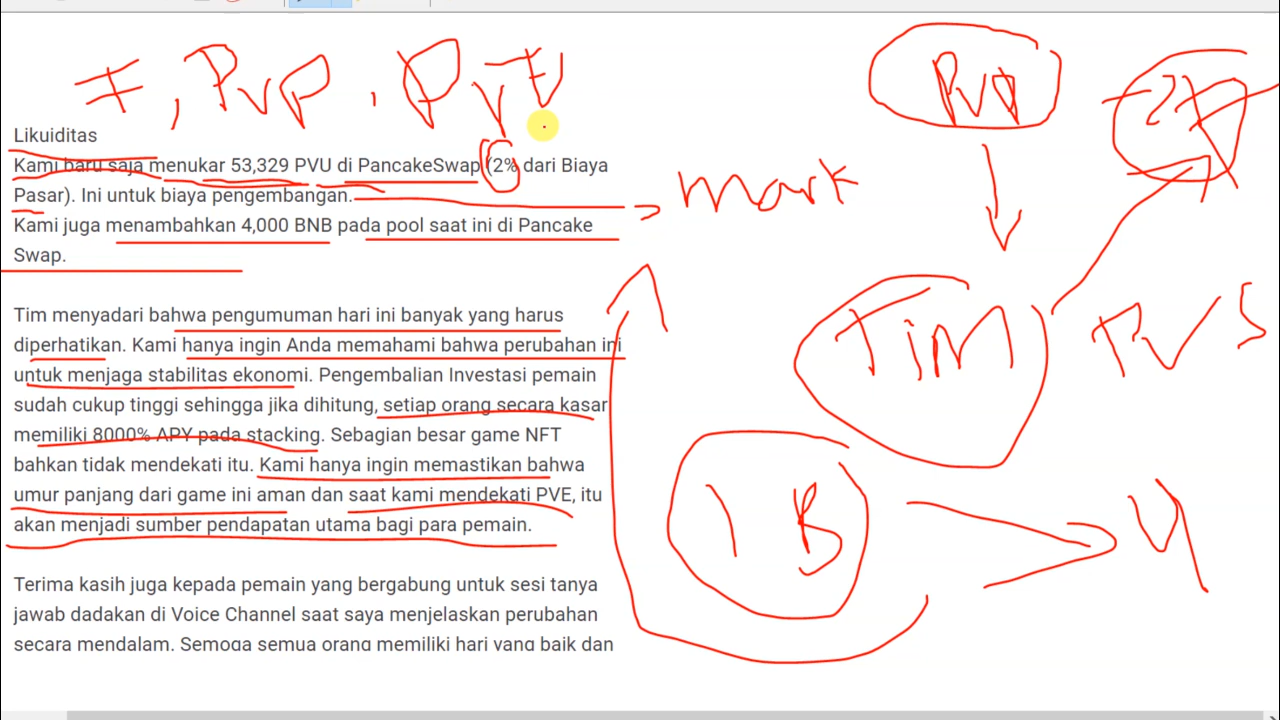 F, PvP, PvE
PVP
Likuiditas
Kami baru saja menukar 53,329 PVU di PancakeSwap (2% dari Biaya
Pasar). Ini untuk biaya pengembangan.
mark
Kami juga menambahkan 4,000 BNB pada pool saat ini di Pancake
Swap.
Tim menyadari bahwa pengumuman hari ini banyak yang harus
diperhatikan. Kami hanya ingin Anda memahami bahwa perubahan ini
untuk menjaga stabilitas ekonomi. Pengembalian Investasi pemain
sudah cukup tinggi sehingga jika dihitung, setiap orang secara kasar
memiliki 8000% APY pada stacking. Sebagian besar game NFT
bahkan tidak mendekati itu. Kami hanya ingin memastikan bahwa
umur panjang dari game ini aman dan saat kami mendekati PVE, itu
akan menjadi sumber pendapatan utama bagi para pemain.
TiM
1 B
Terima kasih juga kepada pemain yang bergabung untuk sesi tanya
jawab dadakan di Voice Channel saat saya menjelaskan perubahan
secara mendalam. Semoga semua orang memiliki hari yang baik dan